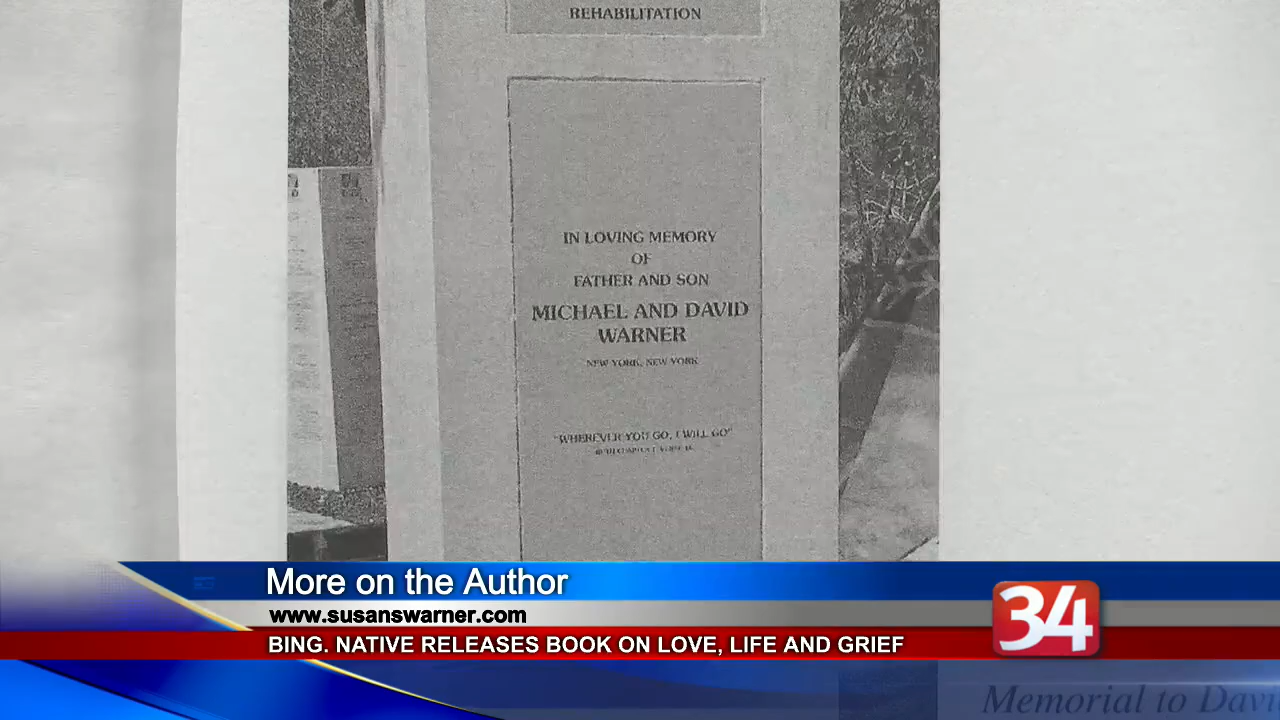 REHABILITATION
IN LOVING MEMORY
OF
FATHER AND SON
MICHAEL AND DAVID
WARNER
NEW YORK, NEW YORK
"WHEREVER YOU GO, I WILL GO"
More on the Author
www.susanswarner.com
34
BING. NATIVE RELEASES BOOK ON LOVE, LIFE AND GRIEF
Memorial to Davi